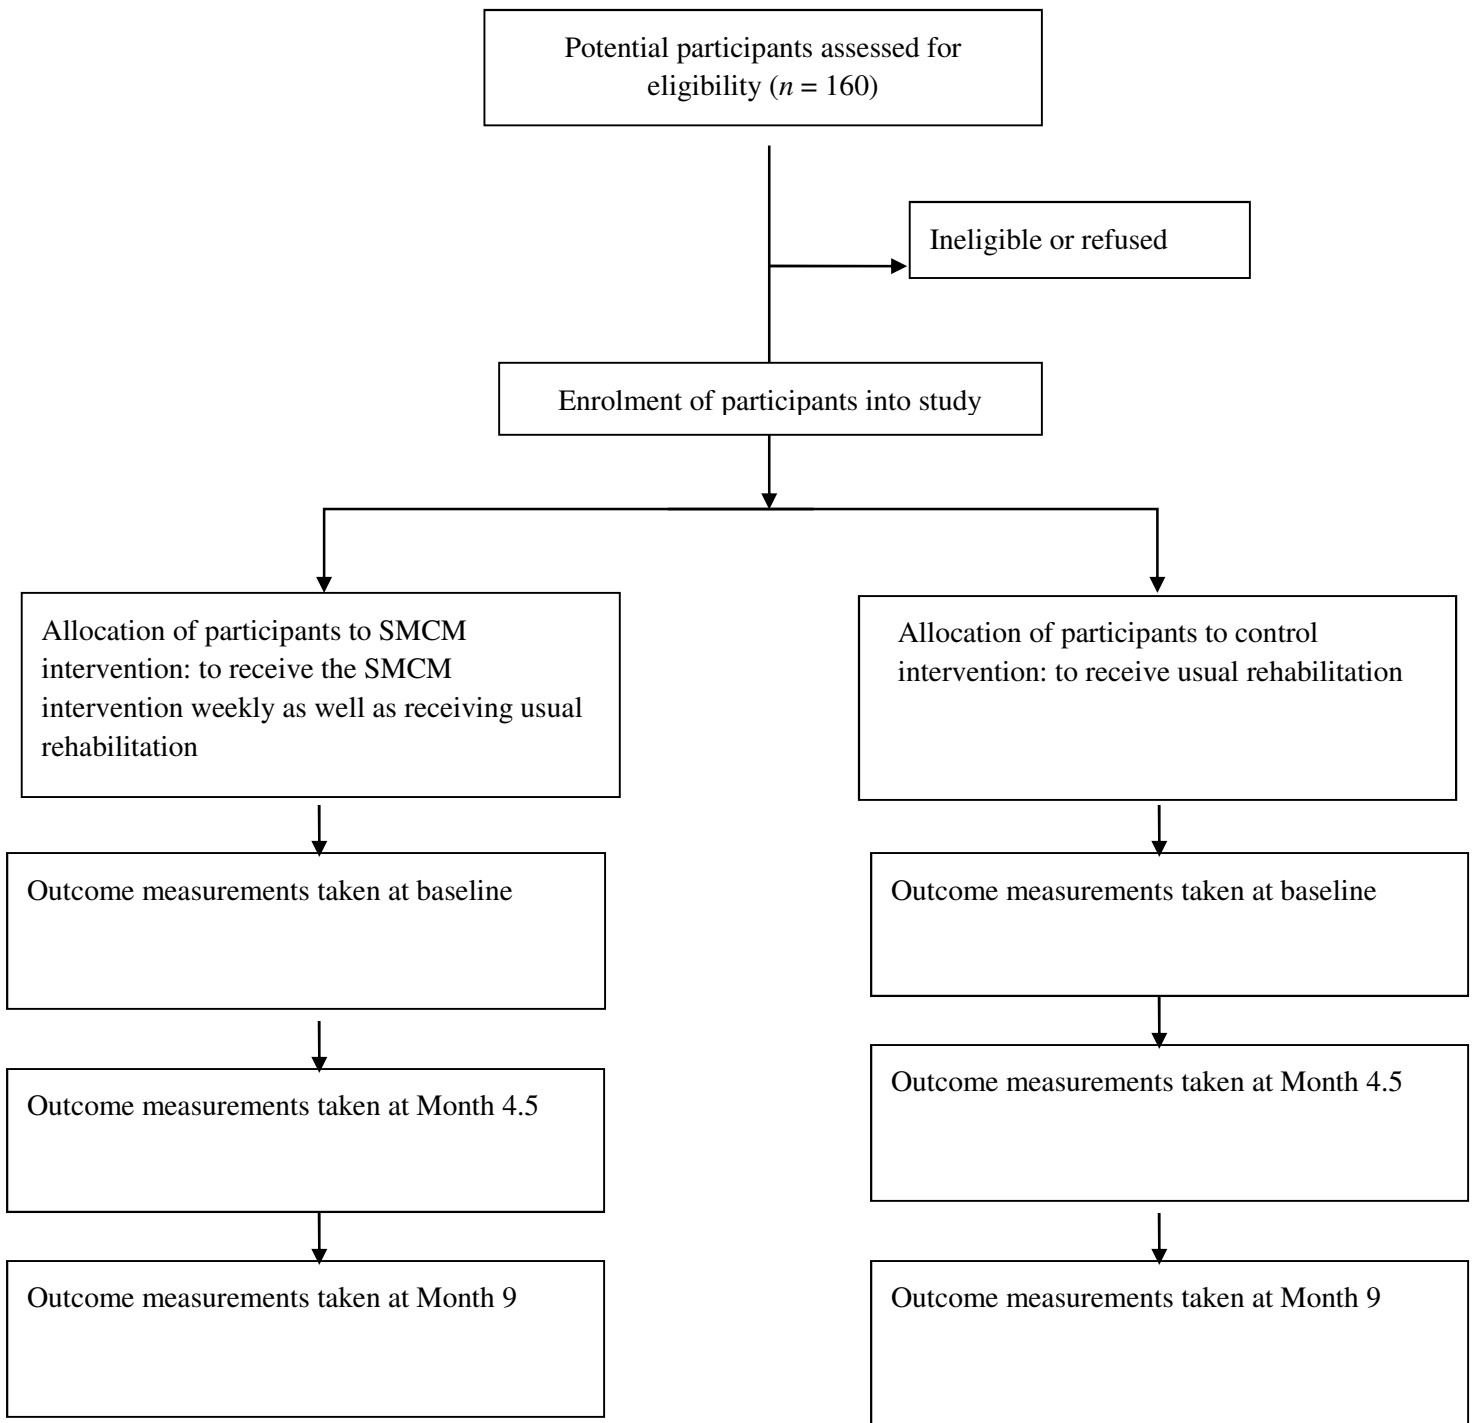 Potential participants assessed for
eligibility (n = 160)
Ineligible or refused
Enrolment of participants into study
Allocation of participants to SMCM
intervention: to receive the SMCM
intervention weekly as well as receiving usual
rehabilitation
Allocation of participants to control
intervention: to receive usual rehabilitation
Outcome measurements taken at baseline
Outcome measurements taken at baseline
Outcome measurements taken at Month 4.5
Outcome measurements taken at Month 4.5
Outcome measurements taken at Month 9
Outcome measurements taken at Month 9